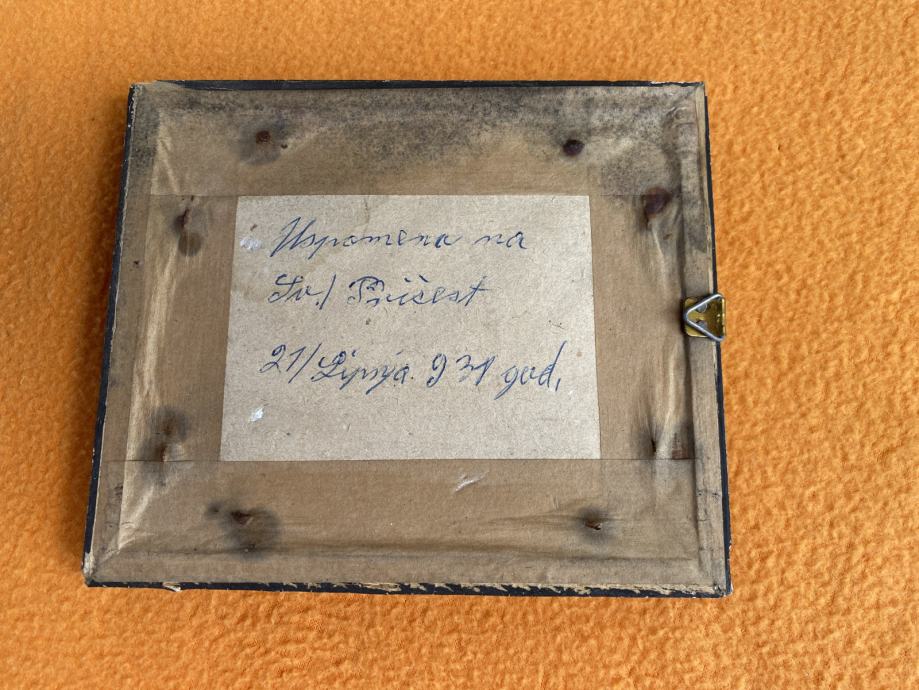 Uspomena na
Sv./ Pričest
21/Lipnja. 931 god.